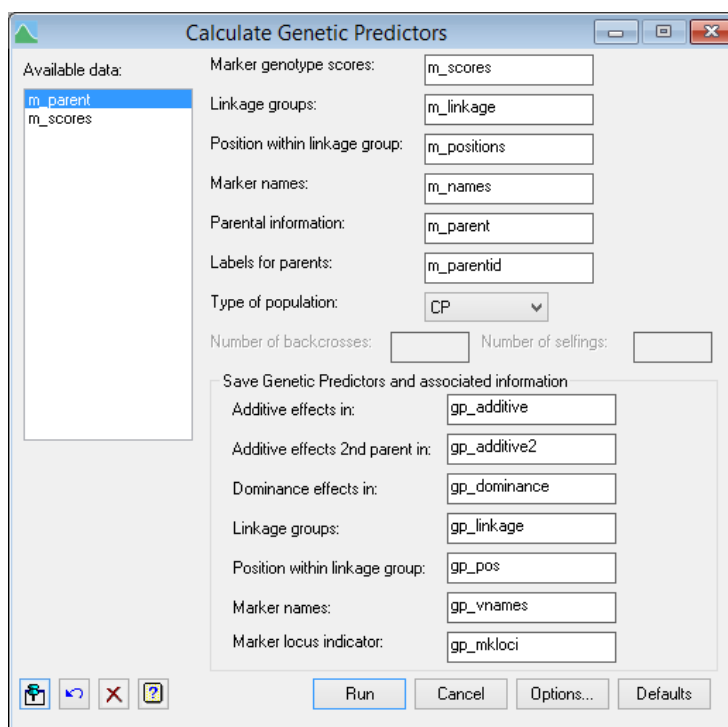 Calculate Genetic Predictors
Available data:
m_parent
m_scores
Marker genotype scores: m_scores
Linkage groups: m_linkage
Position within linkage group: m_positions
Marker names: m_names
Parental information: m_parent
Labels for parents: m_parentid
Type of population: CP
Number of backcrosses: Number of selfings:
Save Genetic Predictors and associated information
Additive effects in: gp_additive
Additive effects 2nd parent in: gp_additive2
Dominance effects in: gp_dominance
Linkage groups: gp_linkage
Position within linkage group: gp_pos
Marker names: gp_vnames
Marker locus indicator: gp_mkloci
Run Cancel Options... Defaults